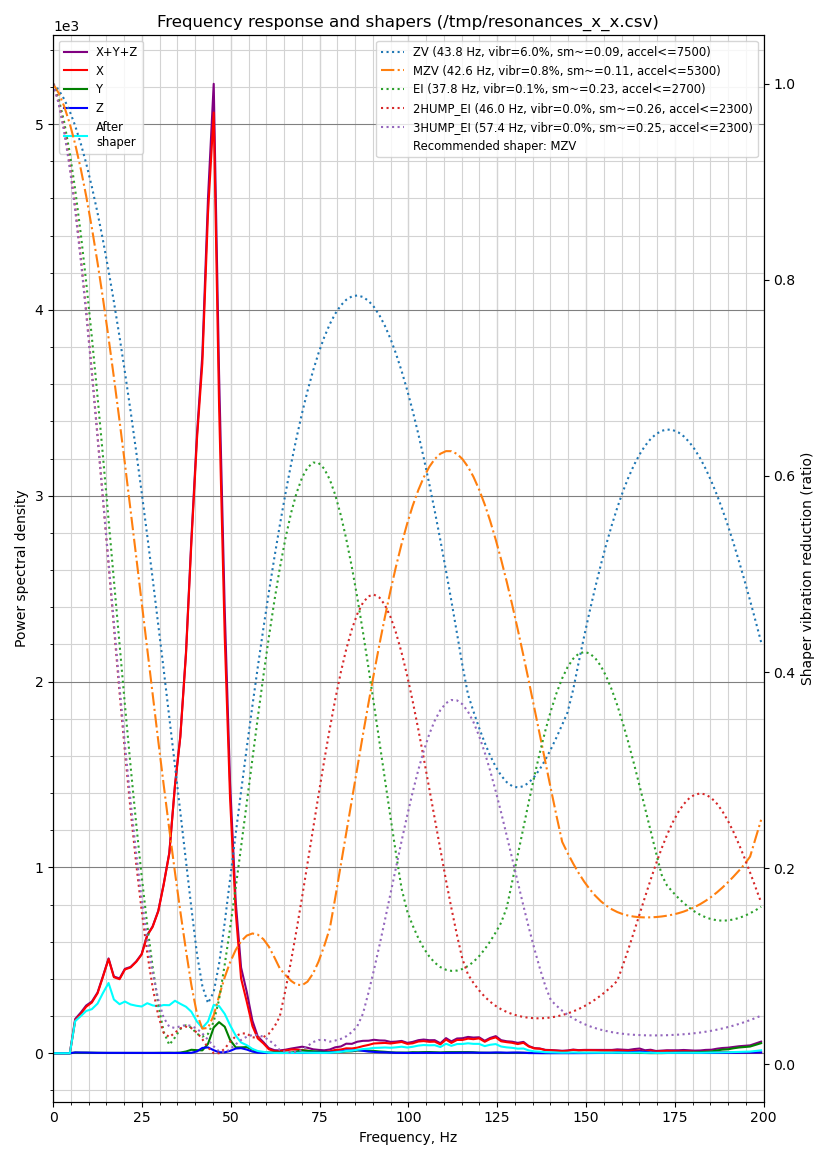 Frequency response and shapers (/tmp/resonances_x_x.csv)
1e3
X+Y+Z
X
Y
Z
After
shaper
ZV (43.8 Hz, vibr=6.0%, sm~=0.09, accel<=7500)
MZV (42.6 Hz, vibr=0.8%, sm~=0.11, accel<=5300)
EI (37.8 Hz, vibr=0.1%, sm~=0.23, accel<=2700)
2HUMP_EI (46.0 Hz, vibr=0.0%, sm~=0.26, accel<=2300)
3HUMP_EI (57.4 Hz, vibr=0.0%, sm~=0.25, accel<=2300)
Recommended shaper: MZV
5
4
3
2
1
0
Power spectral density
1.0
0.8
0.6
0.4
0.2
0.0
Shaper vibration reduction (ratio)
0 25 50 75 100 125 150 175 200
Frequency, Hz